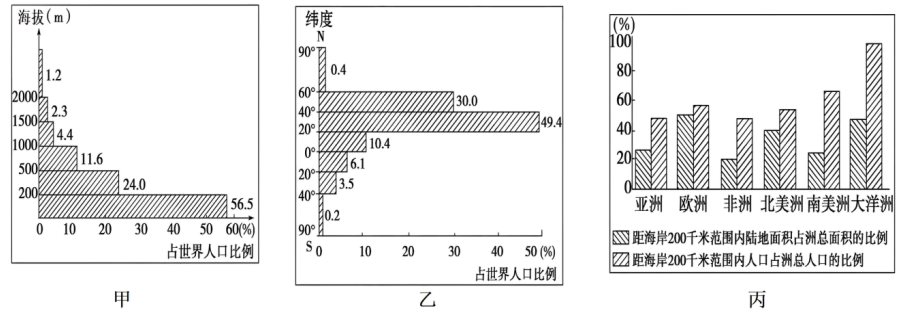 海拔(m)
2000
1500
1000
500
200
1.2
2.3
4.4
11.6
24.0
56.5
0 10 20 30 40 50 60(%)
占世界人口比例
甲
纬度
N
90°
60°
40°
20°
0°
20°
40°
90°
S
0.4
30.0
49.4
10.4
6.1
3.5
0.2
0 10 20 30 40 50 (%)
占世界人口比例
乙
(%)
100
80
60
40
20
0
亚洲 欧洲 非洲 北美洲 南美洲 大洋洲
距海岸200千米范围内陆地面积占洲总面积的比例
距海岸200千米范围内人口占洲总人口的比例
丙